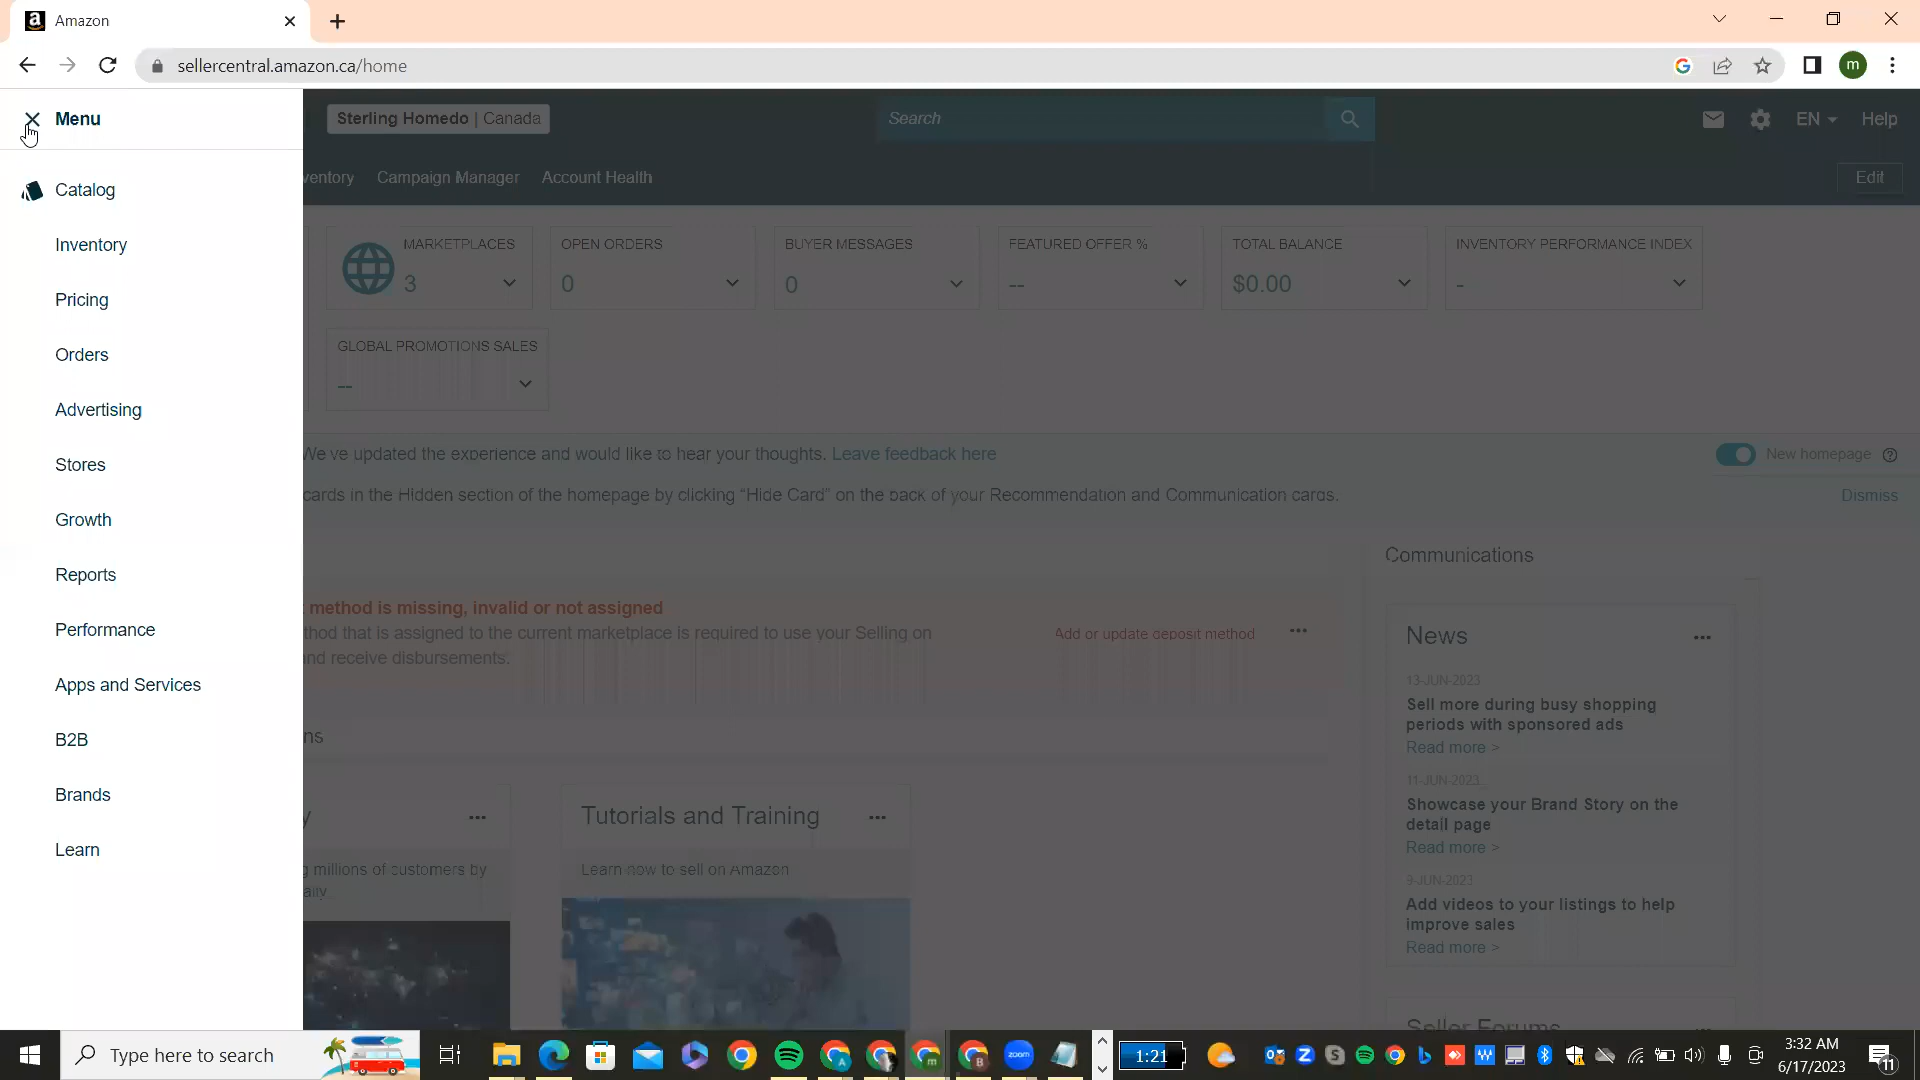 Amazon
sellercentral.amazon.ca/home
m
Menu
Sterling Homedo | Canada
Search
EN
Help
ventory
Campaign Manager
Account Health
Edit
Catalog
Inventory
Pricing
Orders
Advertising
Stores
Growth
Reports
Performance
Apps and Services
B2B
Brands
Learn
MARKETPLACES
3
OPEN ORDERS
0
BUYER MESSAGES
0
FEATURED OFFER %
--
TOTAL BALANCE
$0.00
INVENTORY PERFORMANCE INDEX
-
GLOBAL PROMOTIONS SALES
--
We've updated the experience and would like to hear your thoughts. Leave feedback here
New homepage
cards in the Hidden section of the homepage by clicking "Hide Card" on the back of your Recommendation and Communication cards.
Dismiss
method is missing, invalid or not assigned
thod that is assigned to the current marketplace is required to use your Selling on
nd receive disbursements.
Add or update deposit method
ns
y
g millions of customers by
ally
Tutorials and Training
Learn how to sell on Amazon
Communications
News
13-JUN-2023
Sell more during busy shopping
periods with sponsored ads
Read more >
11-JUN-2023
Showcase your Brand Story on the
detail page
Read more >
9-JUN-2023
Add videos to your listings to help
improve sales
Read more >
Seller Forums
Type here to search
zoom
1:21
3:32 AM
6/17/2023
11